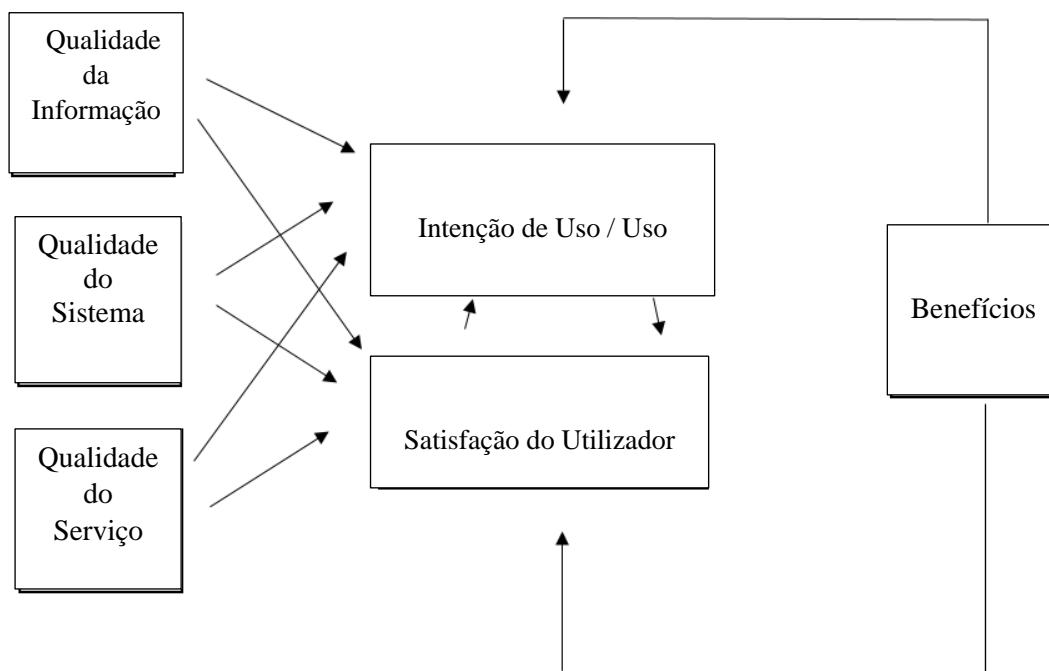 Qualidade
da
Informação
Qualidade
do
Sistema
Qualidade
do
Serviço
Intenção de Uso / Uso
Satisfação do Utilizador
Benefícios